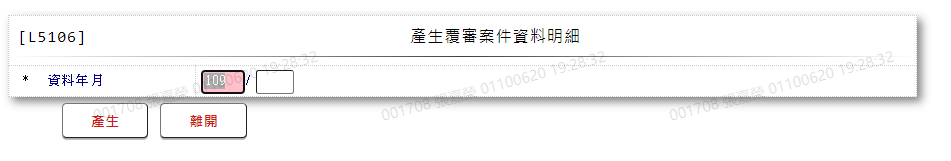 [L5106] 產生覆審案件資料明細
* 資料年月 109 /
產生 離開
001708 張嘉榮 01100620 19:28:32
001708 張嘉榮 01100620 19:28:32
001708 張嘉榮 01100620 19:28:32